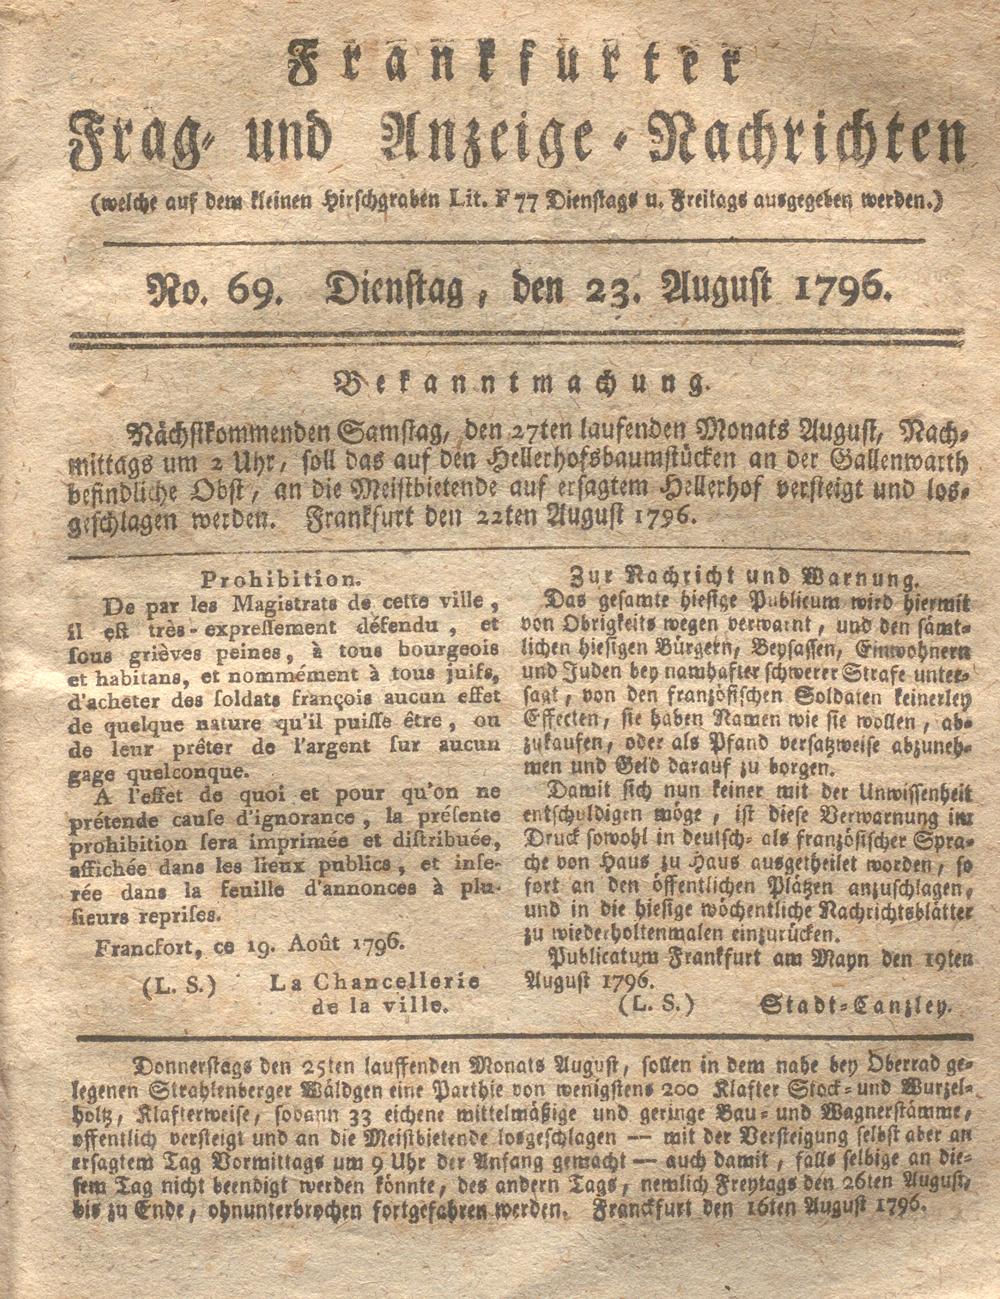 Frankfurter
Frag- und Anzeige-Nachrichten
(welche auf dem kleinen Hirschgraben Lit. F 77 Dienstags u. Freitags ausgegeben werden.)
No. 69. Dienstag, den 23. August 1796.
Bekanntmachung.
Nächstkommenden Samstag, den 27ten laufenden Monats August, Nach-
mittags um 2 Uhr, soll das auf den Hellerhofsbaumstücken an der Gallenwarth
befindliche Obst, an die Meistbietende auf ersagtem Hellerhof versteigt und los-
geschlagen werden. Frankfurt den 22ten August 1796.
Prohibition.
De par les Magistrats de cette ville,
il eſt très-expreſſement défendu, et
ſous grièves peines, à tous bourgeois
et habitans, et nommément à tous juifs,
d'acheter des ſoldats françois aucun effet
de quelque nature qu'il puiſſe être, ou
de leur prêter de l'argent ſur aucun
gage quelconque.
A l'effet de quoi et pour qu'on ne
prétende cauſe d'ignorance, la préſente
prohibition ſera imprimée et diſtribuée,
affichée dans les lieux publics, et inſe-
rée dans la feuille d'annonces à plu-
ſieurs repriſes.
Francfort, ce 19. Août 1796.
(L. S.) La Chancellerie
de la ville.
Zur Nachricht und Warnung.
Das gesamte hiesige Publicum wird hiermit
von Obrigkeits wegen verwarnt, und den sämt-
lichen hiesigen Bürgern, Beysassen, Einwohnern
und Juden bey namhafter schwerer Strafe unter-
sagt, von den französischen Soldaten keinerley
Effecten, sie haben Namen wie sie wollen, ab-
zukaufen, oder als Pfand versatzweise abzuneh-
men und Geld darauf zu borgen.
Damit sich nun keiner mit der Unwissenheit
entschuldigen möge, ist diese Verwarnung im
Druck sowohl in deutsch- als französischer Spra-
che von Haus zu Haus ausgetheilet worden, so
fort an den öffentlichen Plätzen anzuschlagen,
und in die hiesige wöchentliche Nachrichtsblätter
zu wiederholtenmalen einzurücken.
Publicatum Frankfurt am Mayn den 19ten
August 1796.
(L. S.) Stadt-Canzley.
Donnerstags den 25ten lauffenden Monats August, sollen in dem nahe bey Oberrad ge-
legenen Strahlenberger Wäldgen eine Parthie von wenigstens 200 Klafter Stock- und Wurzel-
holtz, Klafterweise, sodann 33 eichene mittelmäßige und geringe Bau- und Wagnerstämme,
offentlich versteigt und an die Meistbietende losgeschlagen — mit der Versteigung selbst aber an
ersagtem Tag Vormittags um 9 Uhr der Anfang gemacht — auch damit, falls selbige an die-
sem Tag nicht beendigt werden könnte, des andern Tags, nemlich Freytags den 26ten August,
bis zu Ende, ohnunterbrochen fortgefahren werden. Franckfurt den 16ten August 1796.